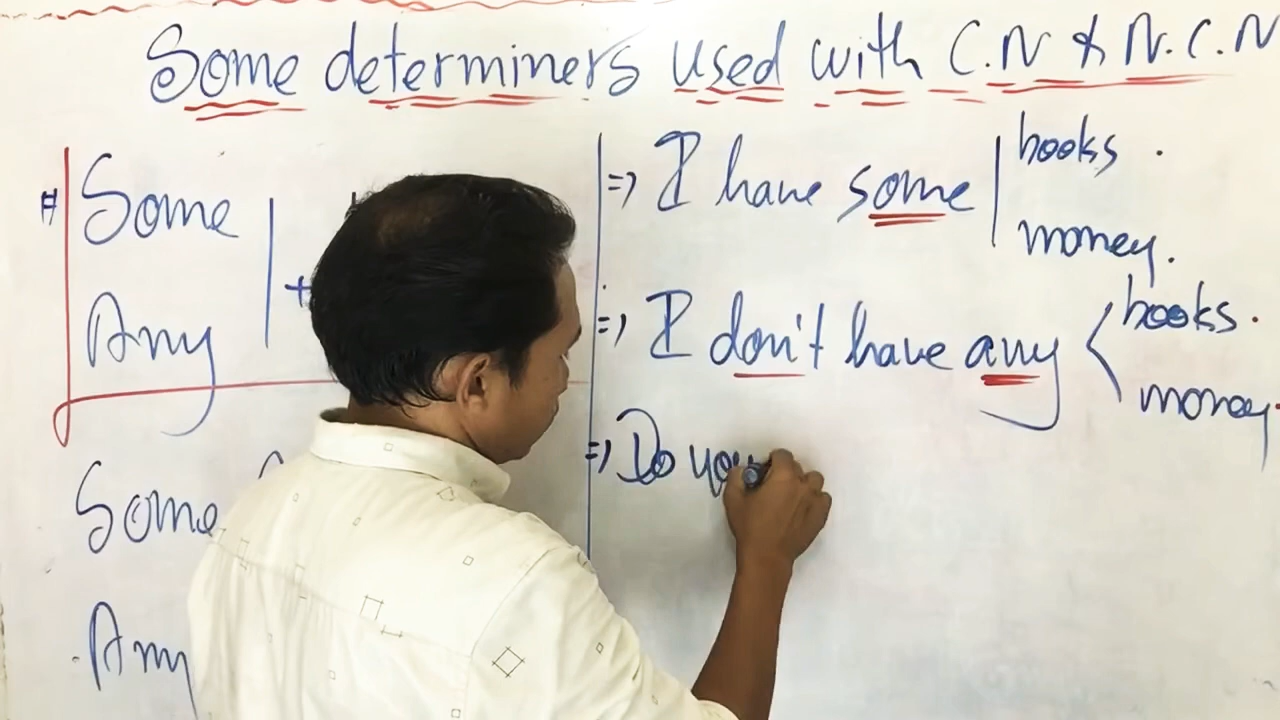 Some determiners used with C.N & N.C.N
# Some
Any
+
Some
Any
=> I have some | books.
money.
=> I don't have any < books.
money.
=> Do you